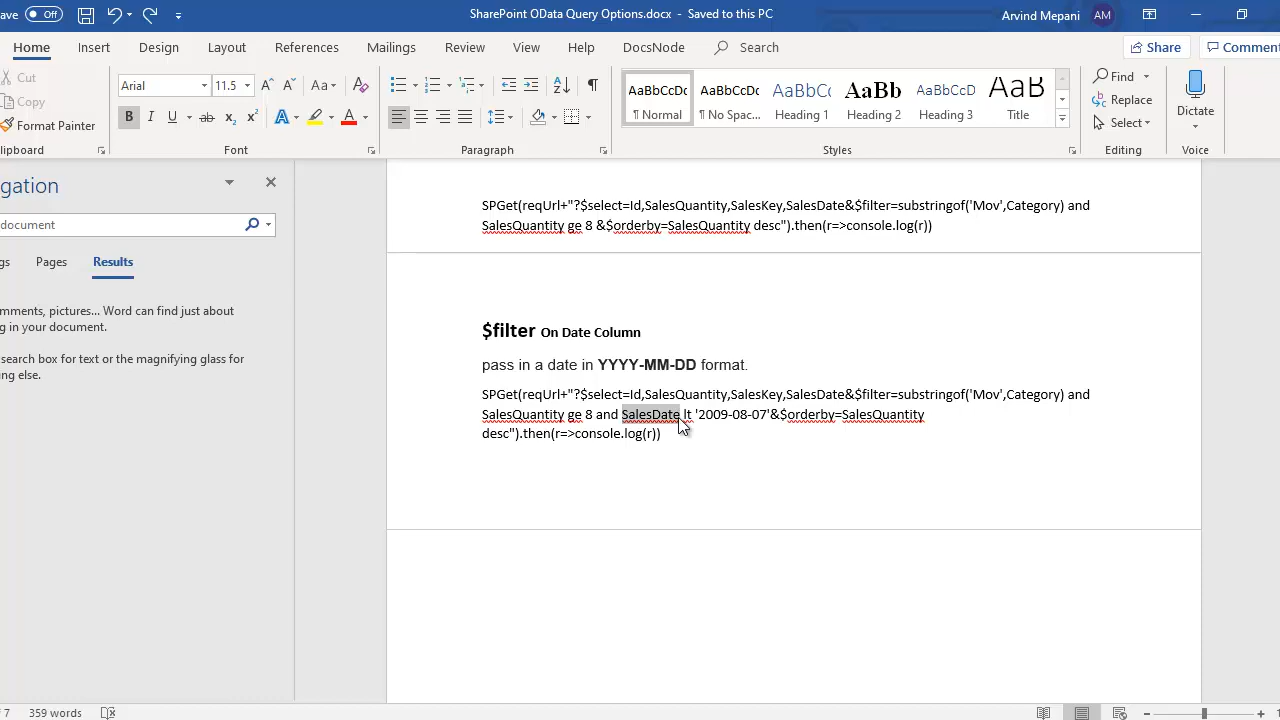 ave Off SharePoint OData Query Options.docx - Saved to this PC Arvind Mepani AM
Home Insert Design Layout References Mailings Review View Help DocsNode Search Share Comment
Cut
Copy
Format Painter
lipboard
Arial 11.5 Aa
B I U ab x₂ x² A A
Font
Paragraph
AaBbCcDc AaBbCcDc AaBbCc AaBb AaBbCcD AaB
¶ Normal ¶ No Spac... Heading 1 Heading 2 Heading 3 Title
Styles
Find
Replace
Select
Editing
Dictate
Voice
gation
document
gs Pages Results
mments, pictures... Word can find just about
g in your document.
search box for text or the magnifying glass for
ing else.
SPGet(reqUrl+"?$select=Id,SalesQuantity,SalesKey,SalesDate&$filter=substringof('Mov',Category) and
SalesQuantity ge 8 &$orderby=SalesQuantity desc").then(r=>console.log(r))
$filter On Date Column
pass in a date in YYYY-MM-DD format.
SPGet(reqUrl+"?$select=Id,SalesQuantity,SalesKey,SalesDate&$filter=substringof('Mov',Category) and
SalesQuantity ge 8 and SalesDate lt '2009-08-07'&$orderby=SalesQuantity
desc").then(r=>console.log(r))
f 7 359 words